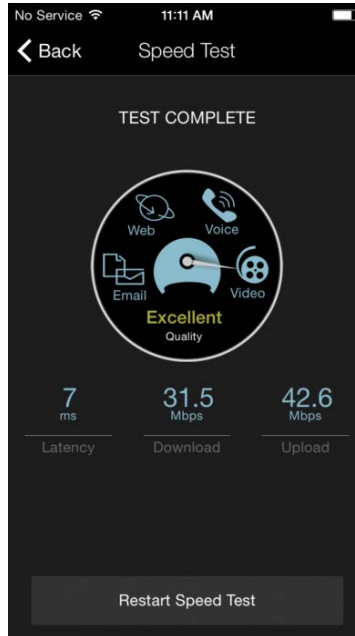 No Service 11:11 AM
Back Speed Test
TEST COMPLETE
Web Voice
Email Video
Excellent
Quality
7 31.5 42.6
ms Mbps Mbps
Latency Download Upload
Restart Speed Test